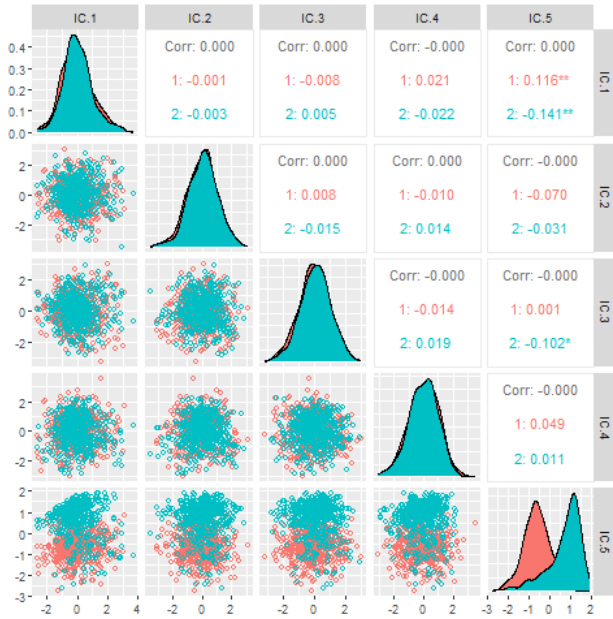 IC.1 IC.2 IC.3 IC.4 IC.5
0.4 Corr: 0.000 Corr: 0.000 Corr: -0.000 Corr: 0.000
0.3
0.2 1: -0.001 1: -0.008 1: 0.021 1: 0.116** IC.1
0.1 2: -0.003 2: 0.005 2: -0.022 2: -0.141**
0.0
2 Corr: 0.000 Corr: 0.000 Corr: -0.000
0 1: 0.008 1: -0.010 1: -0.070 IC.2
-2 2: -0.015 2: 0.014 2: -0.031
2 Corr: -0.000 Corr: -0.000
0 1: -0.014 1: 0.001 IC.3
-2 2: 0.019 2: -0.102*
2 Corr: -0.000
0 1: 0.049 IC.4
-2 2: 0.011
2
1
0
-1 IC.5
-2
-3
-2 0 2 4 -2 0 2 -2 0 2 -2 0 2 -3 -2 -1 0 1 2